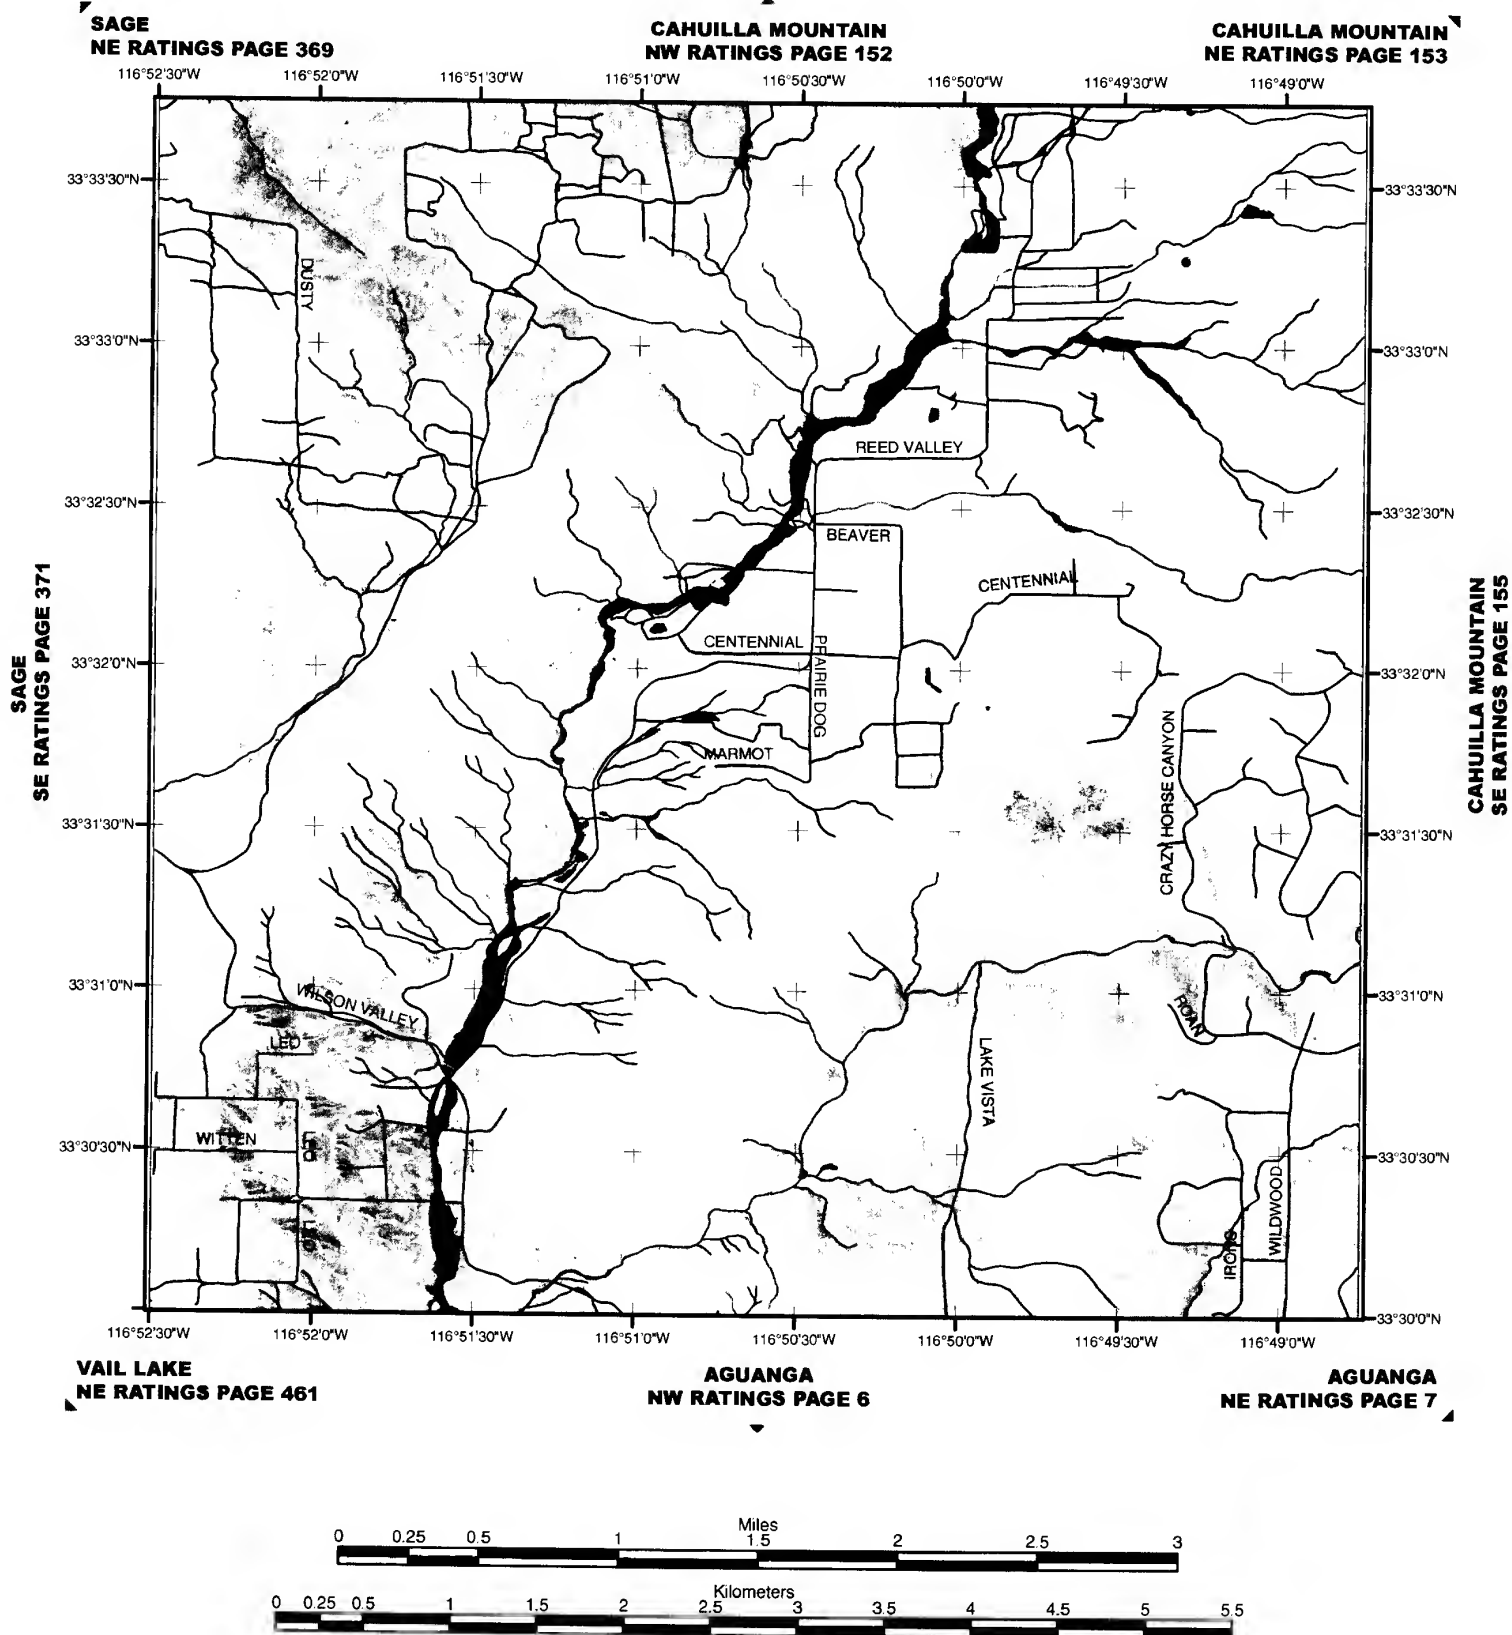 SAGE
NE RATINGS PAGE 369
CAHUILLA MOUNTAIN
NW RATINGS PAGE 152
CAHUILLA MOUNTAIN
NE RATINGS PAGE 153
116°52'30"W 116°52'0"W 116°51'30"W 116°51'0"W 116°50'30"W 116°50'0"W 116°49'30"W 116°49'0"W
33°33'30"N 33°33'30"N
DUSTY
33°33'0"N 33°33'0"N
REED VALLEY
33°32'30"N 33°32'30"N
BEAVER
CENTENNIAL
SAGE
SE RATINGS PAGE 371
CAHUILLA MOUNTAIN
SE RATINGS PAGE 155
CENTENNIAL
PRAIRIE DOG
33°32'0"N 33°32'0"N
MARMOT
CRAZY HORSE CANYON
33°31'30"N 33°31'30"N
33°31'0"N 33°31'0"N
WILSON VALLEY
ROAN
LEO
LAKE VISTA
WITTEN
LEO
33°30'30"N 33°30'30"N
WILDWOOD
LEO
IRONS
33°30'0"N
116°52'30"W 116°52'0"W 116°51'30"W 116°51'0"W 116°50'30"W 116°50'0"W 116°49'30"W 116°49'0"W
VAIL LAKE
NE RATINGS PAGE 461
AGUANGA
NW RATINGS PAGE 6
AGUANGA
NE RATINGS PAGE 7
Miles
0 0.25 0.5 1 1.5 2 2.5 3
Kilometers
0 0.25 0.5 1 1.5 2 2.5 3 3.5 4 4.5 5 5.5